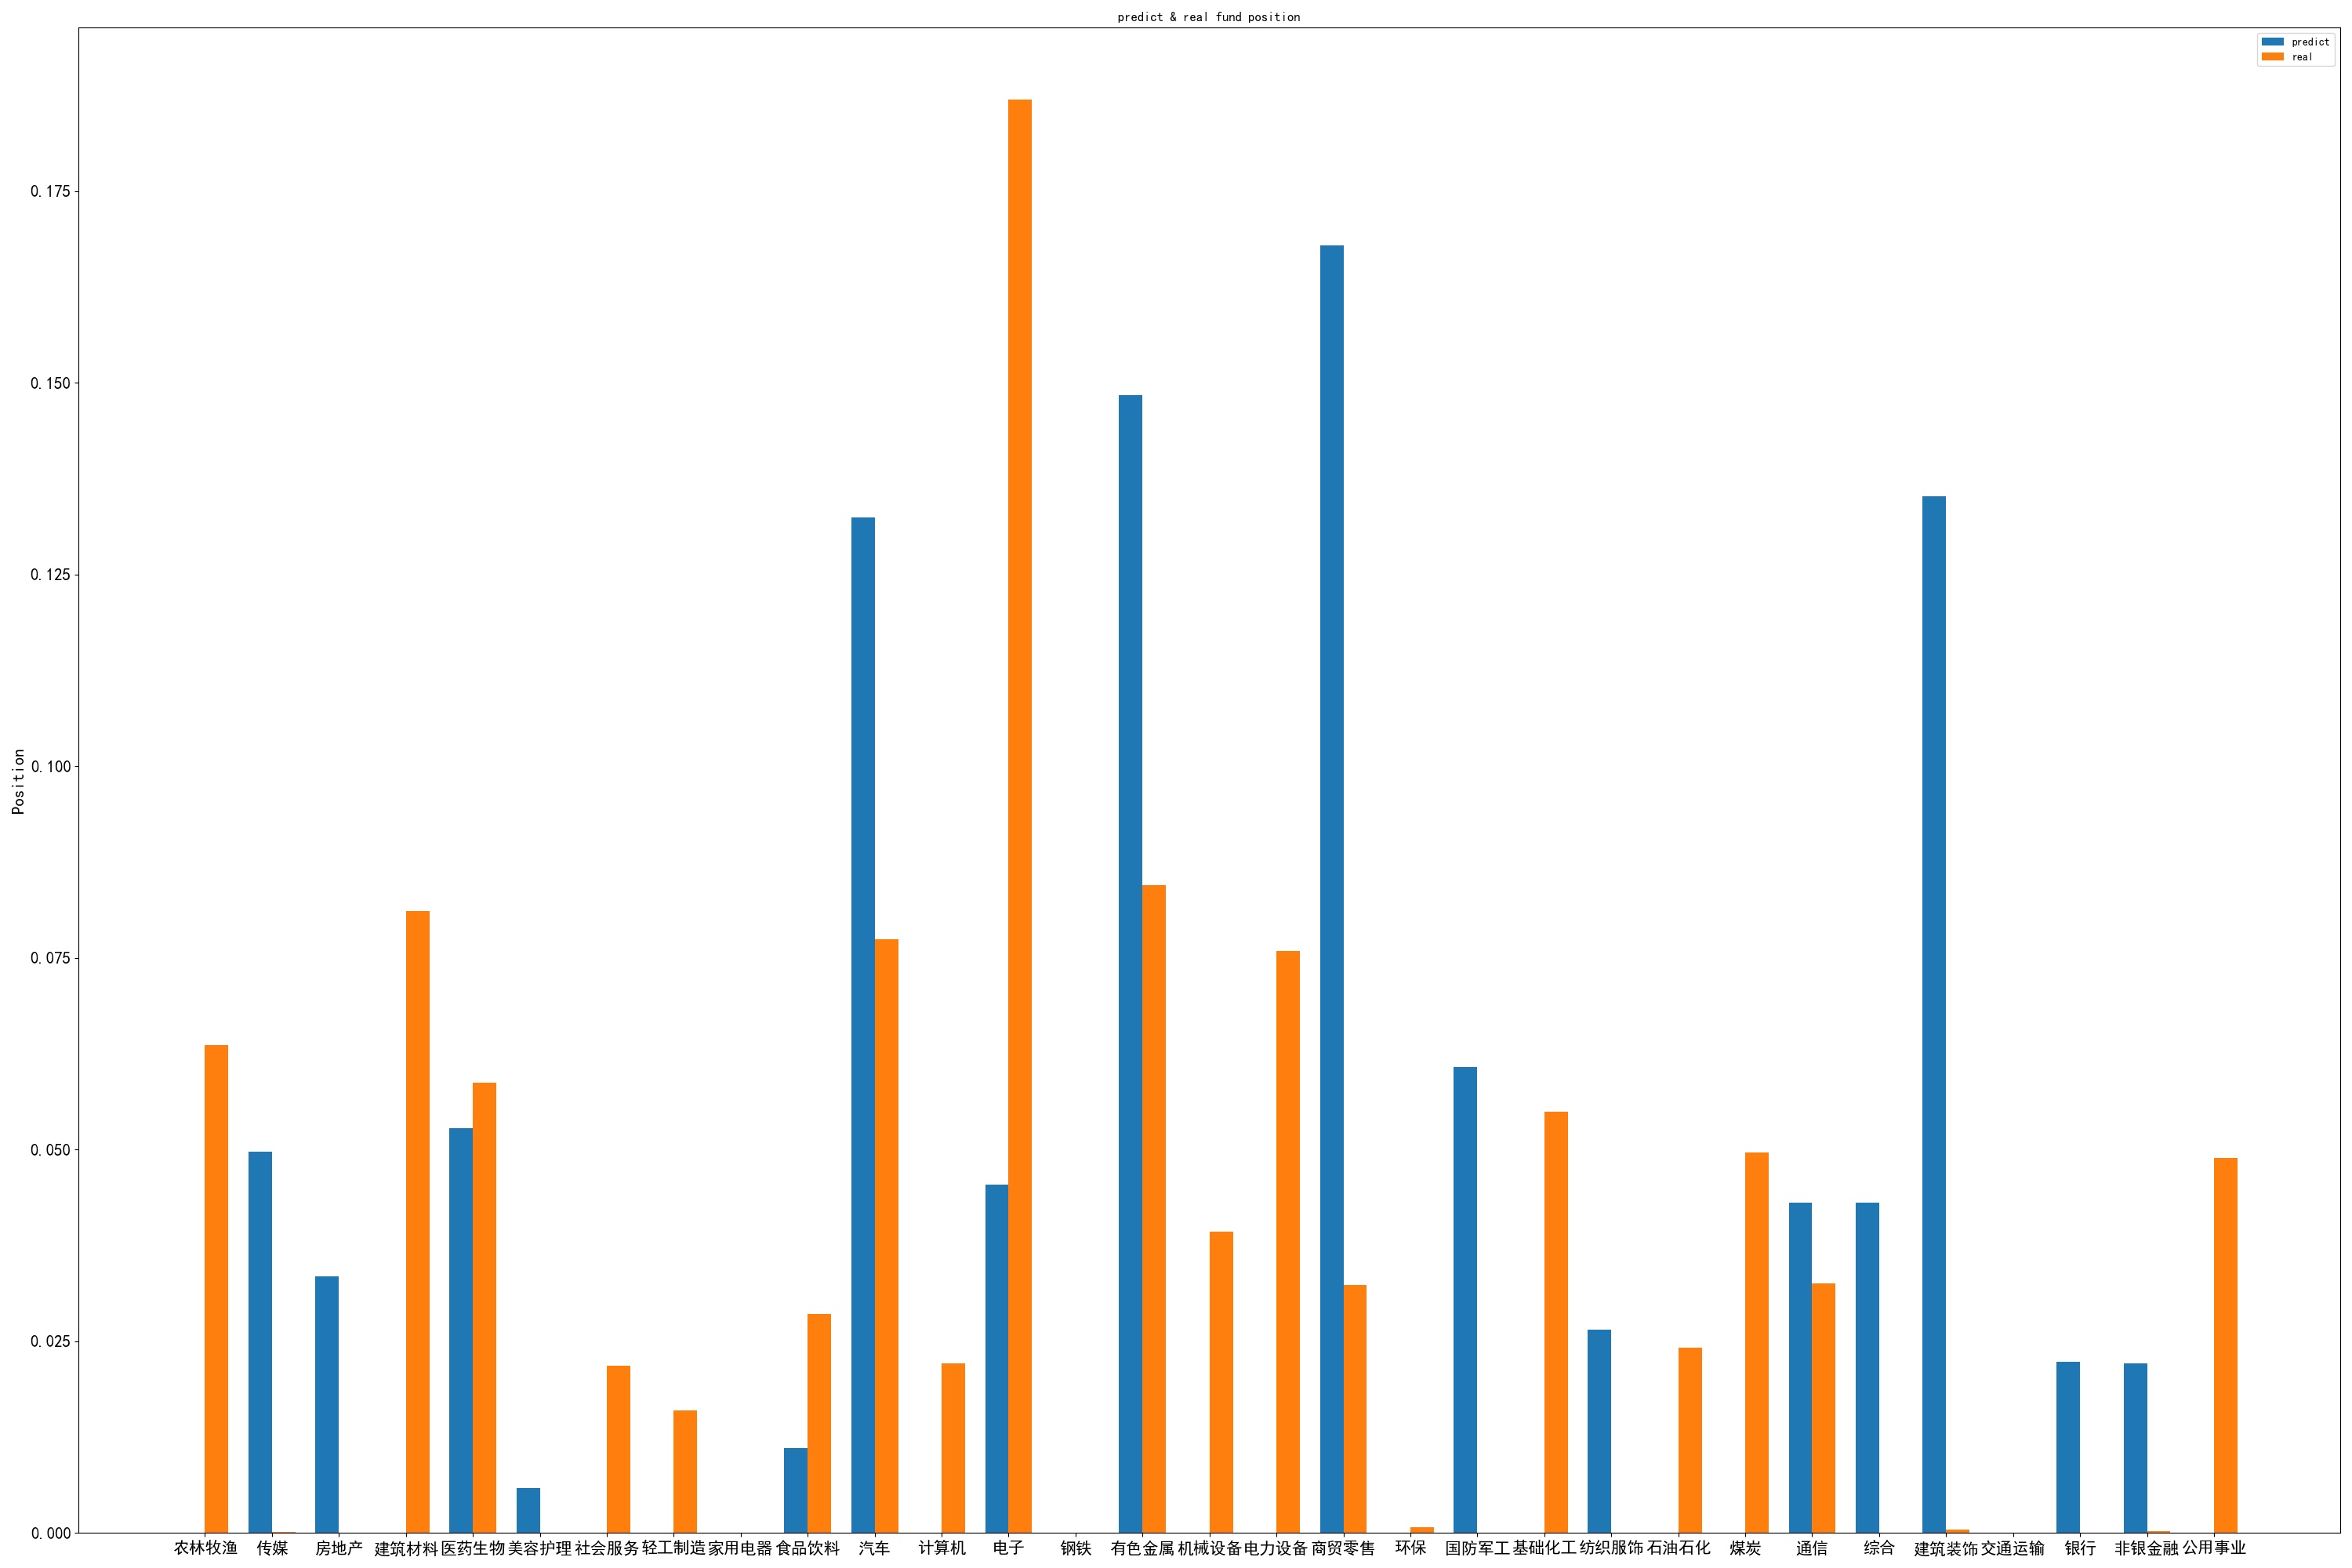 predict & real fund position
predict
real
0.175
0.150
0.125
0.100
0.075
0.050
0.025
0.000
Position
农林牧渔 传媒 房地产 建筑材料 医药生物 美容护理 社会服务 轻工制造 家用电器 食品饮料 汽车 计算机 电子 钢铁 有色金属 机械设备 电力设备 商贸零售 环保 国防军工 基础化工 纺织服饰 石油石化 煤炭 通信 综合 建筑装饰 交通运输 银行 非银金融 公用事业